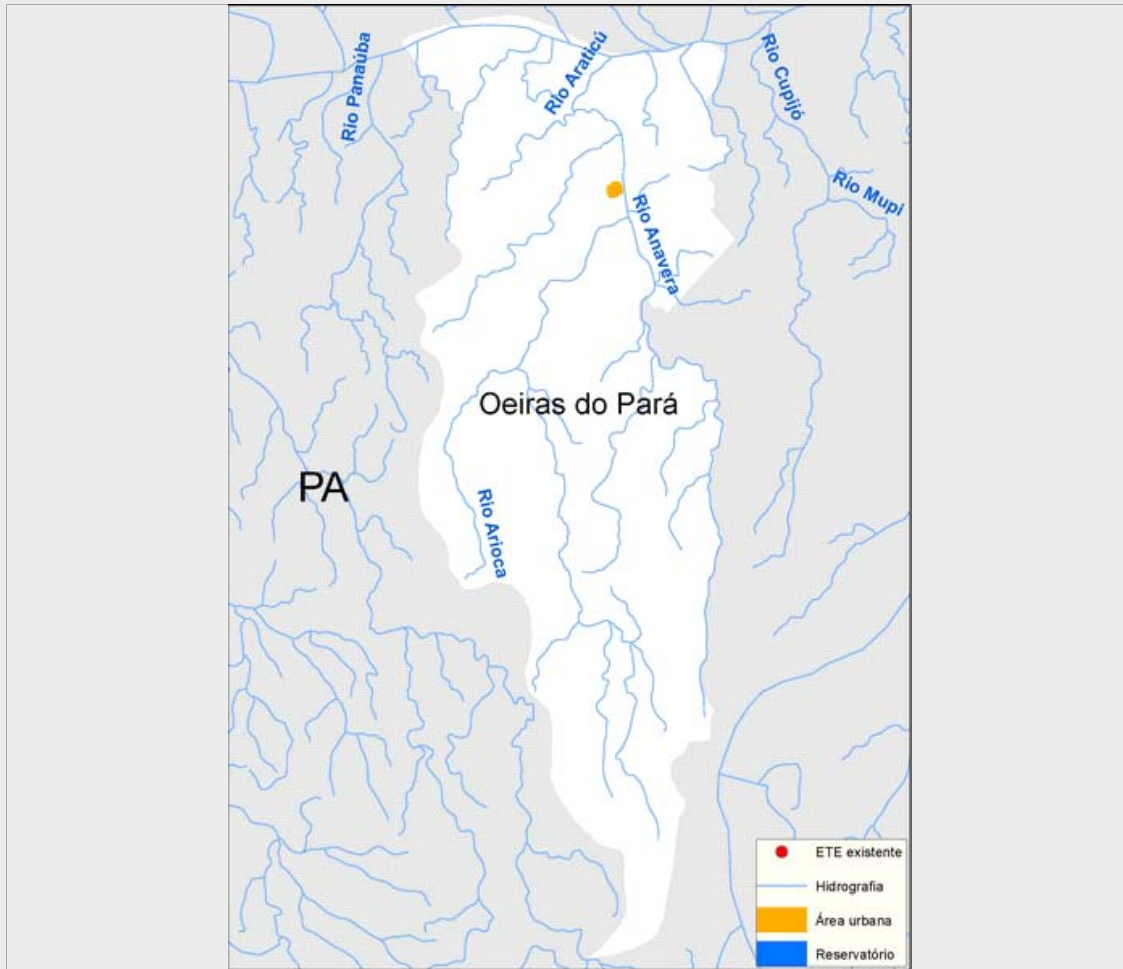 Rio Panaúba
Rio Araticú
Rio Cupijó
Rio Mupi
Rio Anavera
Oeiras do Pará
PA
Rio Arioca
ETE existente
Hidrografia
Área urbana
Reservatório